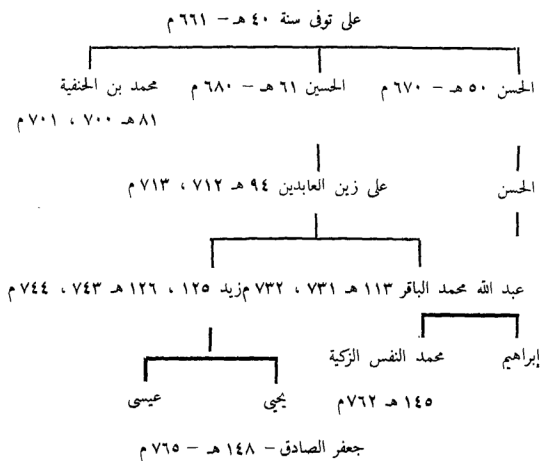 على توفى سنة ٤٠ هـ – ٦٦١ م
الحسن ٥٠ هـ – ٦٧٠ م الحسين ٦١ هـ – ٦٨٠ م محمد بن الحنفية
٨١ هـ ٧٠٠ ، ٧٠١ م
الحسن على زين العابدين ٩٤ هـ ٧١٢ ، ٧١٣ م
عبد الله محمد الباقر ١١٣ هـ ٧٣١ ، ٧٣٢ م زيد ١٢٥ ، ١٢٦ هـ ٧٤٣ ، ٧٤٤ م
إبراهيم محمد النفس الزكية
يحيى عيسى
١٤٥ هـ ٧٦٢ م
جعفر الصادق – ١٤٨ هـ – ٧٦٥ م